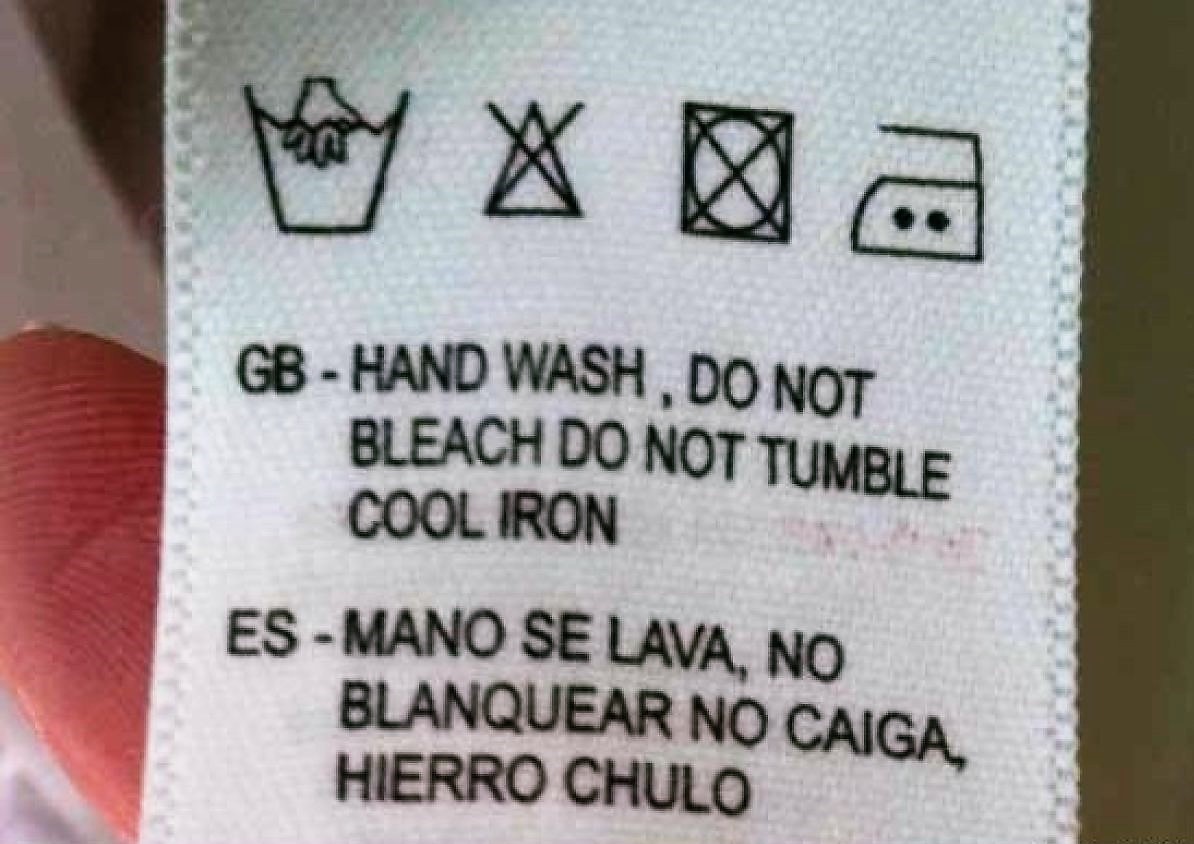 GB - HAND WASH , DO NOT
BLEACH DO NOT TUMBLE
COOL IRON
ES - MANO SE LAVA, NO
BLANQUEAR NO CAIGA,
HIERRO CHULO